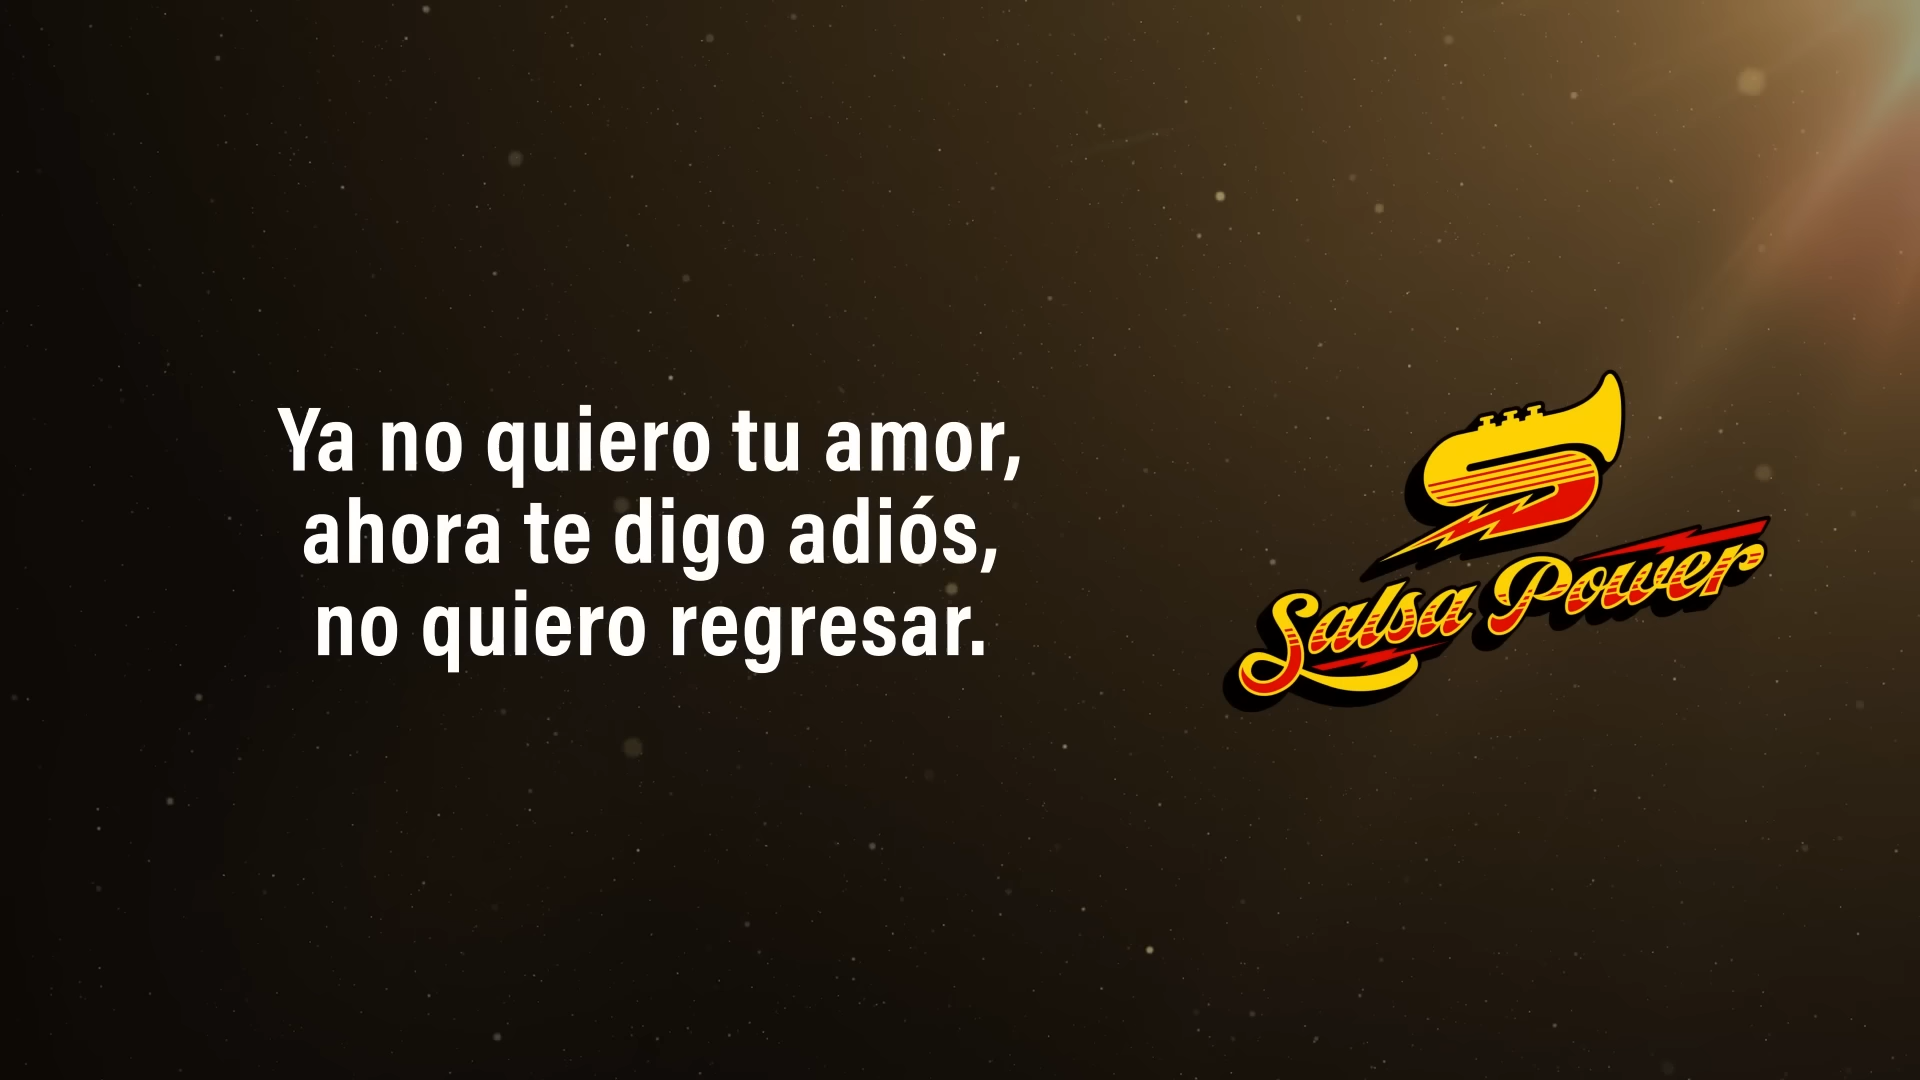 Ya no quiero tu amor,
ahora te digo adiós,
no quiero regresar.
Salsa Power